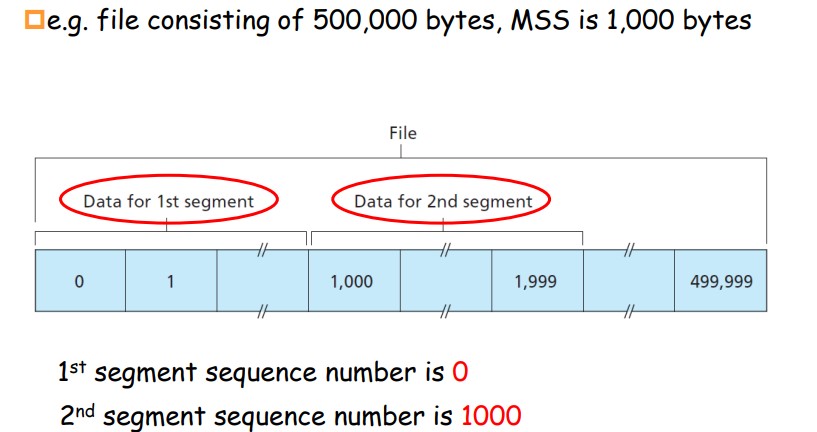 e.g. file consisting of 500,000 bytes, MSS is 1,000 bytes
File
Data for 1st segment Data for 2nd segment
0 1 1,000 1,999 499,999
1st segment sequence number is 0
2nd segment sequence number is 1000